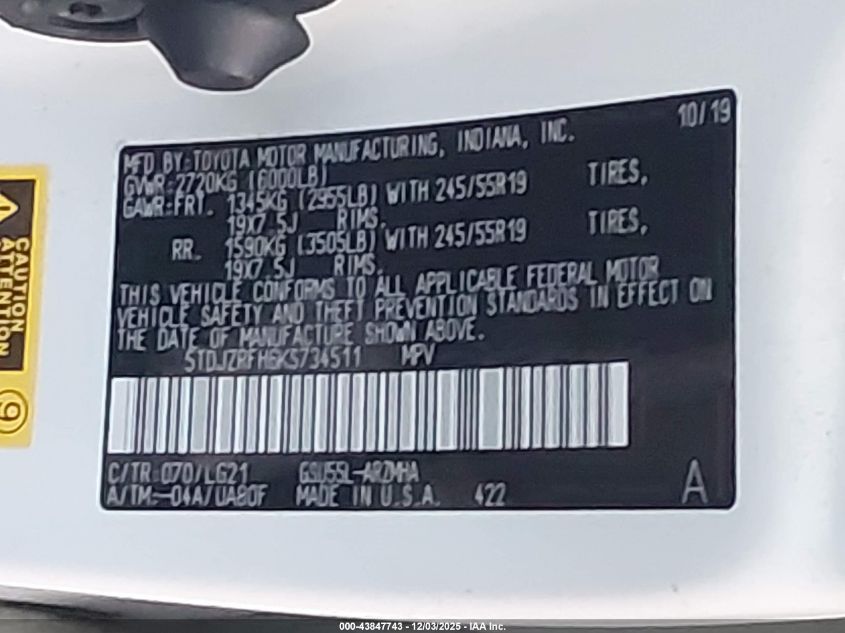 10/19
MFD BY: TOYOTA MOTOR MANUFACTURING, INDIANA, INC.
GVWR: 2720KG (6000LB)
GAWR: FRT. 1345KG (2955LB) WITH 245/55R19 TIRES,
19X7.5J RIMS.
RR. 1590KG (3505LB) WITH 245/55R19 TIRES,
19X7.5J RIMS.
THIS VEHICLE CONFORMS TO ALL APPLICABLE FEDERAL MOTOR
VEHICLE SAFETY AND THEFT PREVENTION STANDARDS IN EFFECT ON
THE DATE OF MANUFACTURE SHOWN ABOVE.
5TDJZRFH6KS734511 MPV
C/TR: 070/LG21 GSU55L-ARZMHA
A/TM: -04A/UA80F MADE IN U.S.A. 422
A
CAUTION
ATTENTION
9
000-43847743 - 12/03/2025 - IAA Inc.